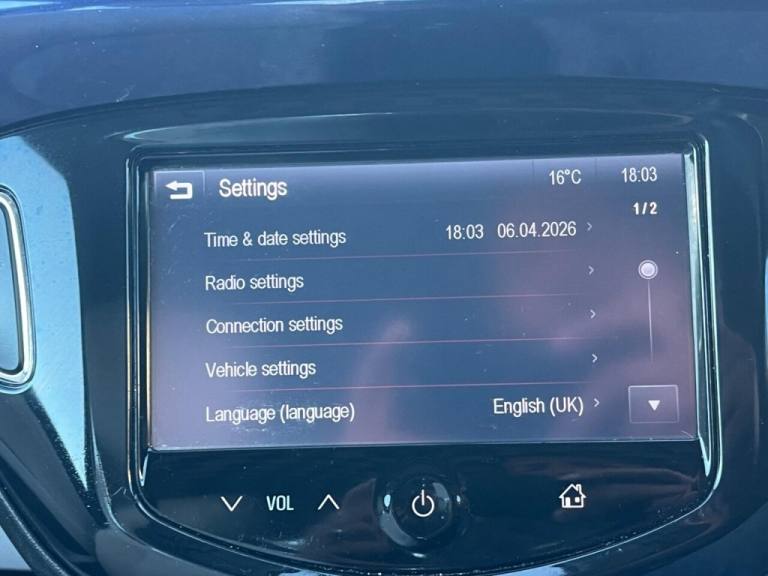 Settings 16°C 18:03
1/2
Time & date settings 18:03 06.04.2026
Radio settings
Connection settings
Vehicle settings
Language (language) English (UK)
VOL